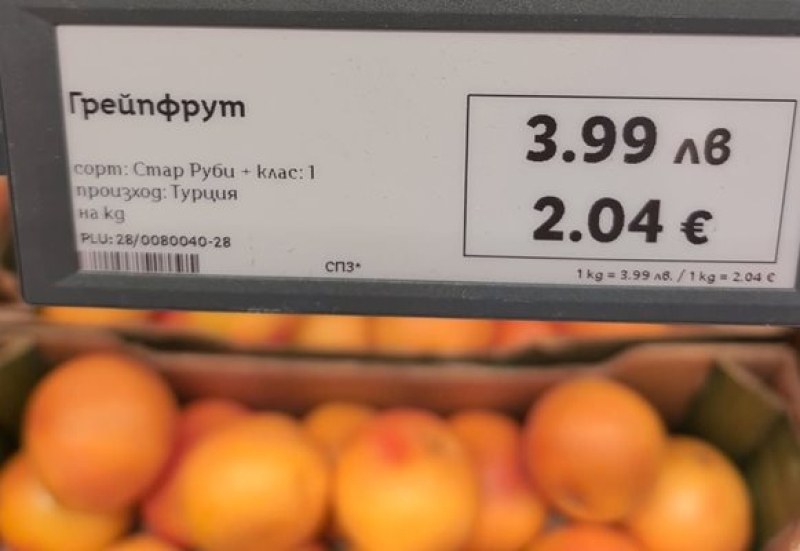 Грейпфрут
3.99 лв
2.04 €
сорт: Стар Руби + клас: 1
произход: Турция
на kg
PLU: 28/0080040-28
СПЗ*
1 kg = 3.99 лв. / 1 kg = 2.04 €